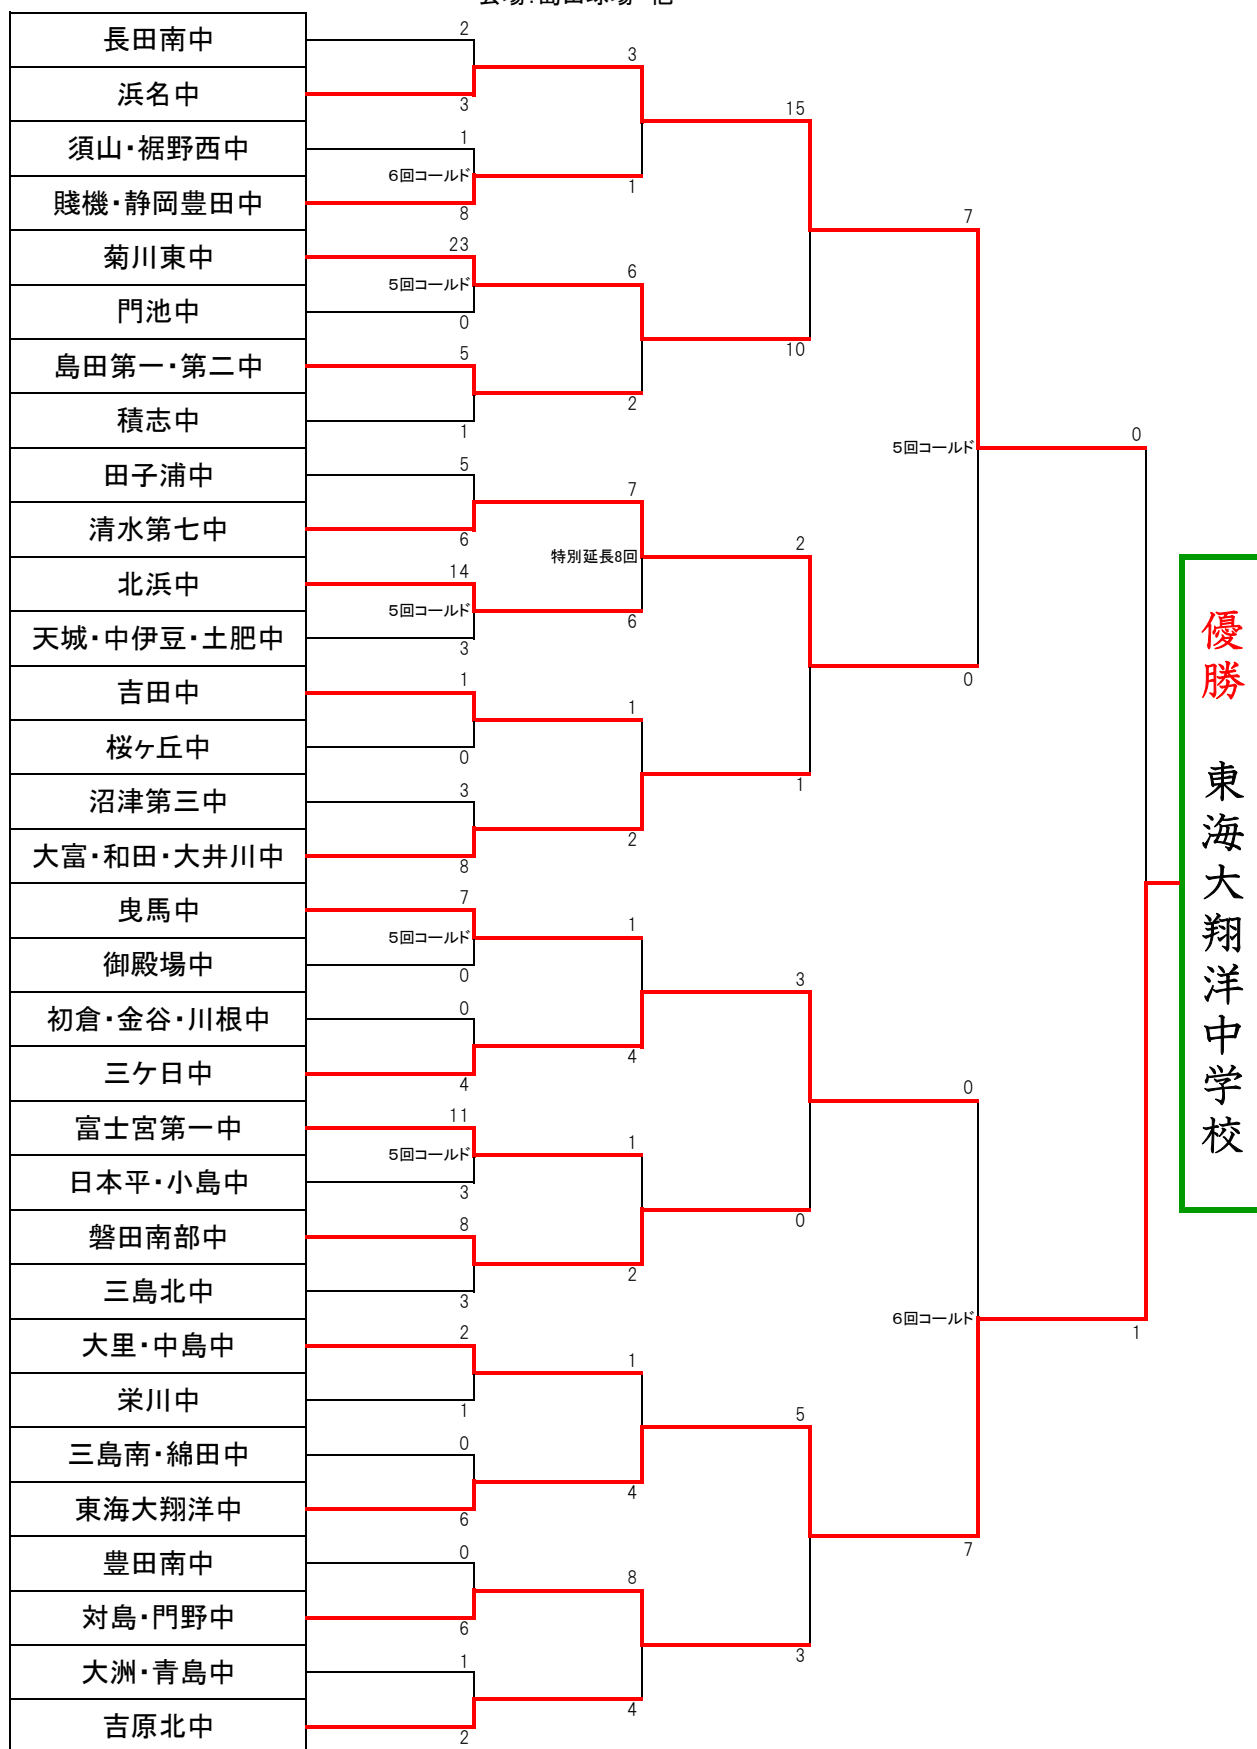 長田南中
2
3
浜名中
3
15
須山・裾野西中
1
6回コールド
1
賤機・静岡豊田中
8
7
菊川東中
23
5回コールド
6
門池中
0
10
島田第一・第二中
5
2
積志中
1
5回コールド
0
田子浦中
5
7
清水第七中
6
特別延長8回
2
北浜中
14
5回コールド
6
天城・中伊豆・土肥中
3
0
吉田中
1
1
桜ヶ丘中
0
1
沼津第三中
3
2
大富・和田・大井川中
8
曳馬中
7
5回コールド
1
御殿場中
0
3
初倉・金谷・川根中
0
4
三ケ日中
4
0
富士宮第一中
11
5回コールド
1
日本平・小島中
3
0
磐田南部中
8
2
三島北中
3
6回コールド
1
大里・中島中
2
1
栄川中
1
5
三島南・錦田中
0
4
東海大翔洋中
6
7
豊田南中
0
8
対島・門野中
6
3
大洲・青島中
1
4
吉原北中
2
優勝 東海大翔洋中学校